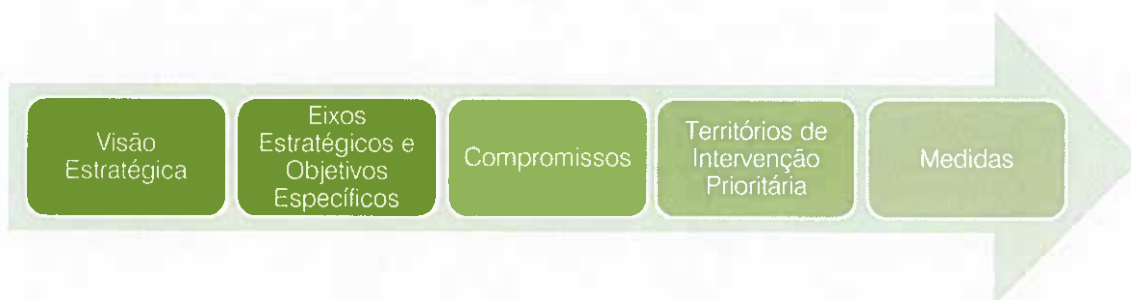 Visão
Estratégica
Eixos
Estratégicos e
Objetivos
Específicos
Compromissos
Territórios de
Intervenção
Prioritária
Medidas